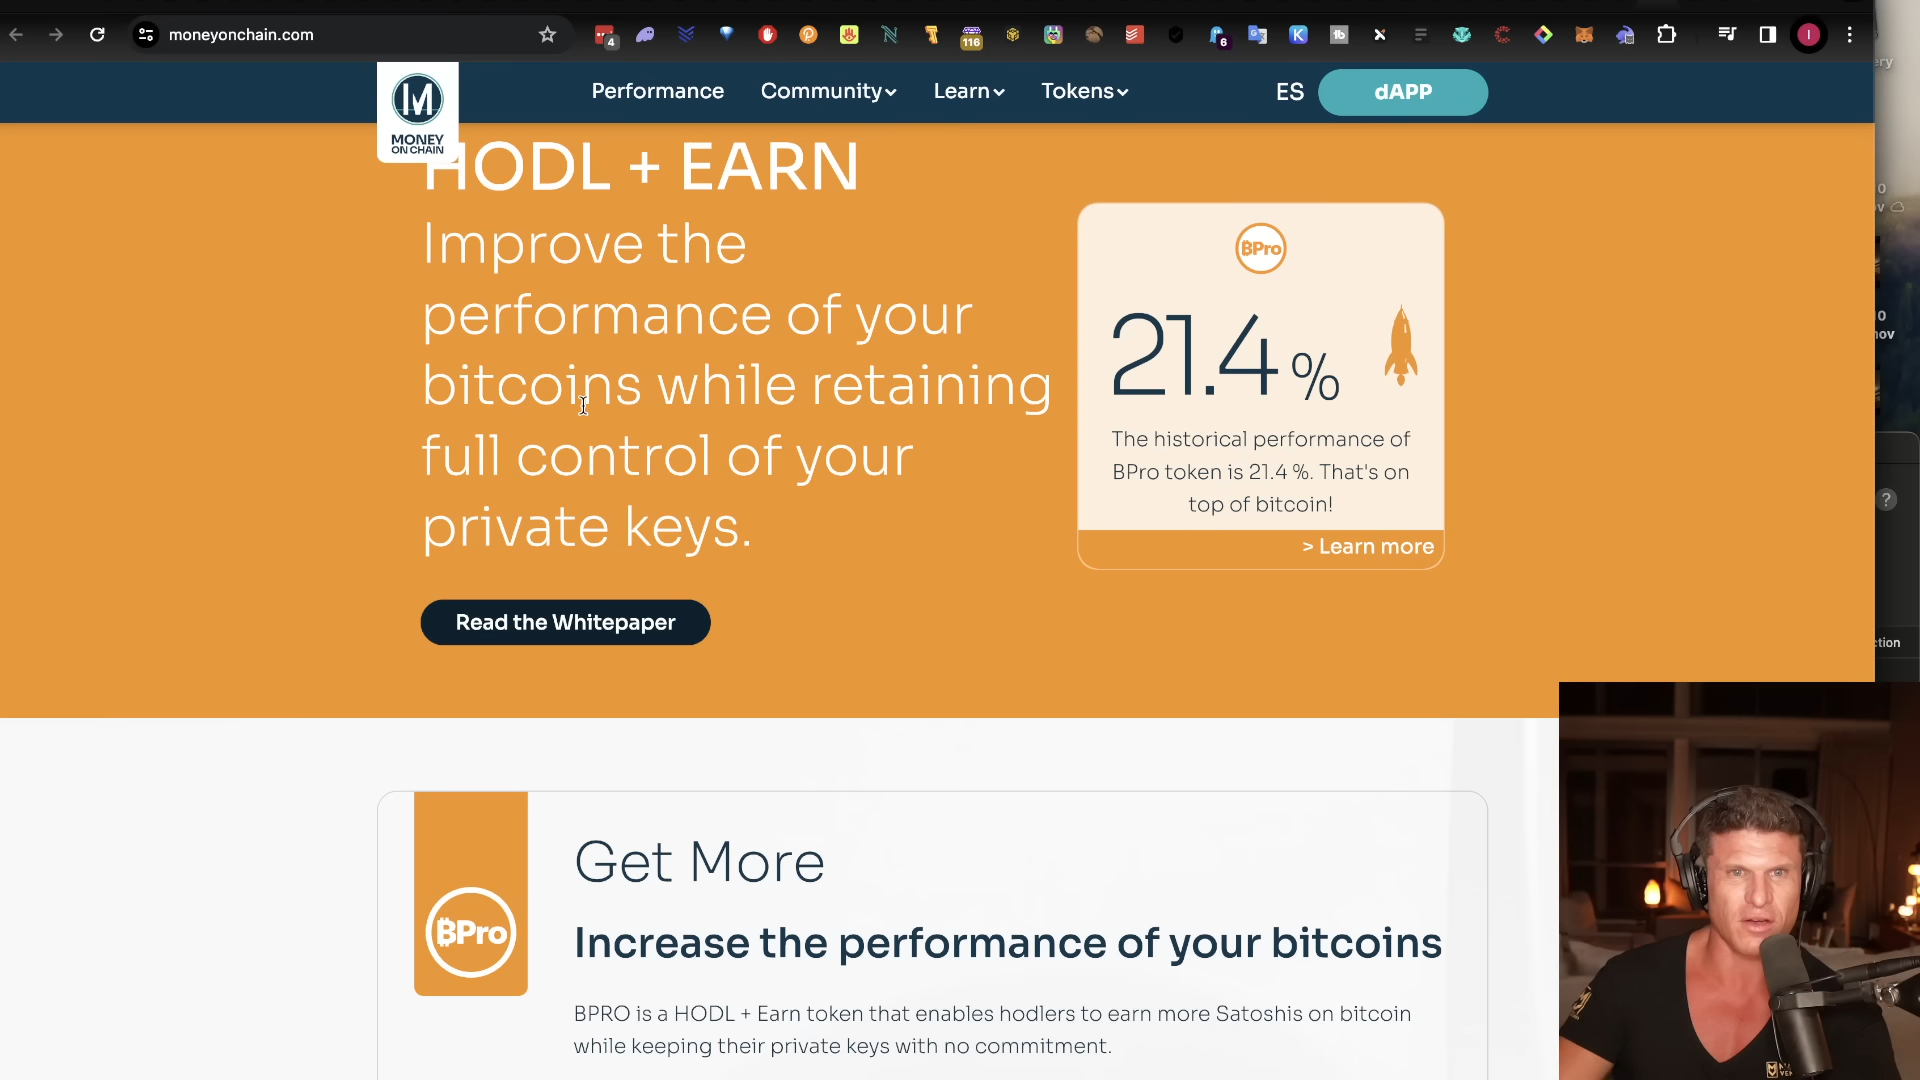 moneyonchain.com
4
116
6
MONEY
ON CHAIN
Performance
Community
Learn
Tokens
ES
dAPP
HODL + EARN
Improve the
performance of your
bitcoins while retaining
full control of your
private keys.
Read the Whitepaper
BPro
21.4 %
The historical performance of
BPro token is 21.4 %. That's on
top of bitcoin!
> Learn more
BPro
Get More
Increase the performance of your bitcoins
BPRO is a HODL + Earn token that enables hodlers to earn more Satoshis on bitcoin
while keeping their private keys with no commitment.